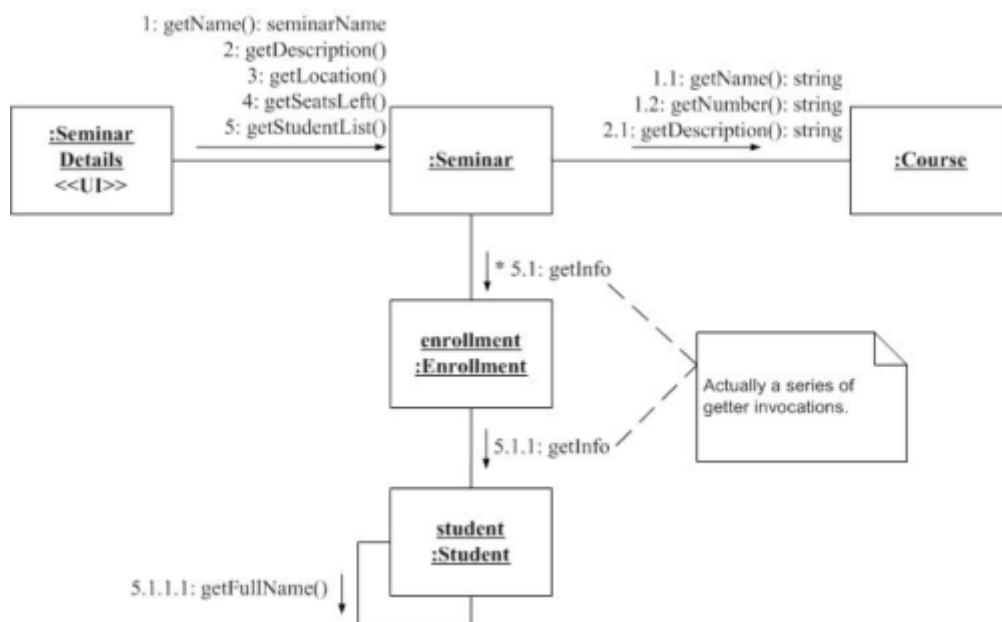 1: getName(): seminarName
2: getDescription()
3: getLocation()
4: getSeatsLeft()
5: getStudentList()
1.1: getName(): string
1.2: getNumber(): string
2.1: getDescription(): string
:Seminar
Details
<<UI>>
:Seminar
:Course
* 5.1: getInfo
enrollment
:Enrollment
Actually a series of
getter invocations.
5.1.1: getInfo
student
:Student
5.1.1.1: getFullName()